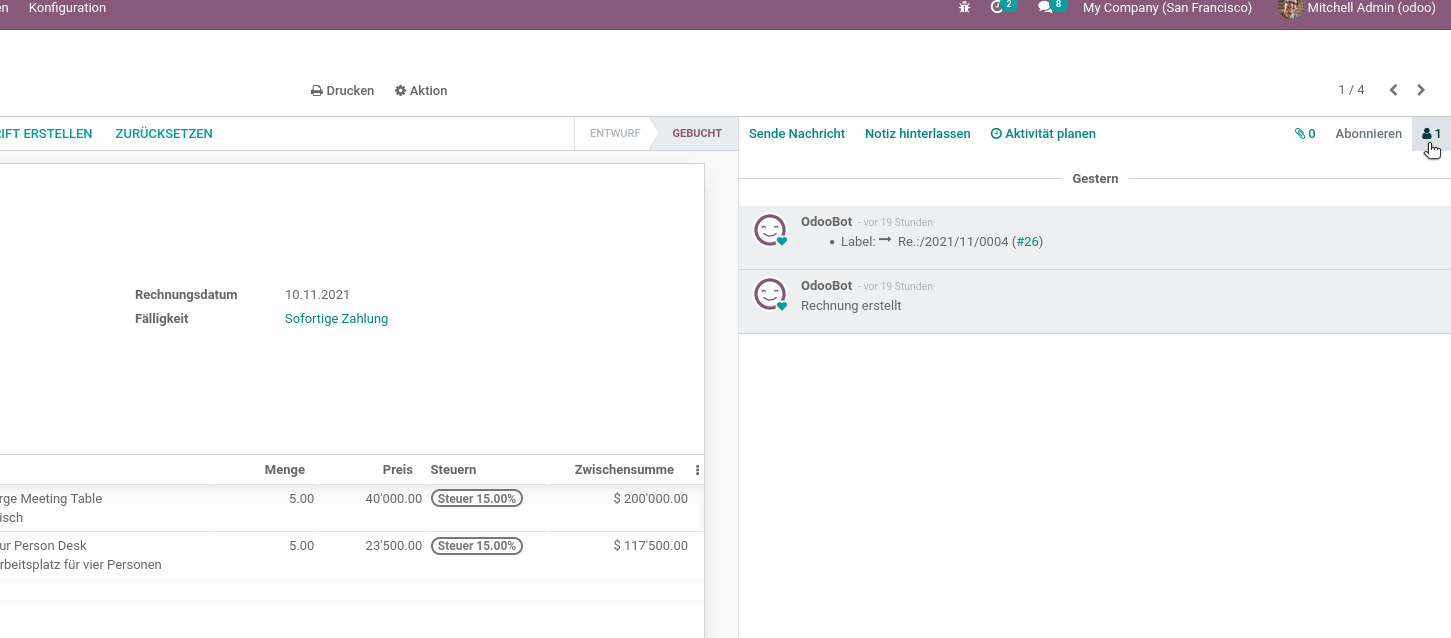 en Konfiguration 2 8 My Company (San Francisco) Mitchell Admin (odoo)
Drucken Aktion 1 / 4
RIFT ERSTELLEN ZURÜCKSETZEN ENTWURF GEBUCHT Sende Nachricht Notiz hinterlassen Aktivität planen 0 Abonnieren 1
Gestern
OdooBot - vor 19 Stunden
• Label: → Re.:/2021/11/0004 (#26)
OdooBot - vor 19 Stunden
Rechnung erstellt
Rechnungsdatum 10.11.2021
Fälligkeit Sofortige Zahlung
Menge Preis Steuern Zwischensumme
rge Meeting Table 5.00 40'000.00 Steuer 15.00% $ 200'000.00
isch
ur Person Desk 5.00 23'500.00 Steuer 15.00% $ 117'500.00
rbeitsplatz für vier Personen